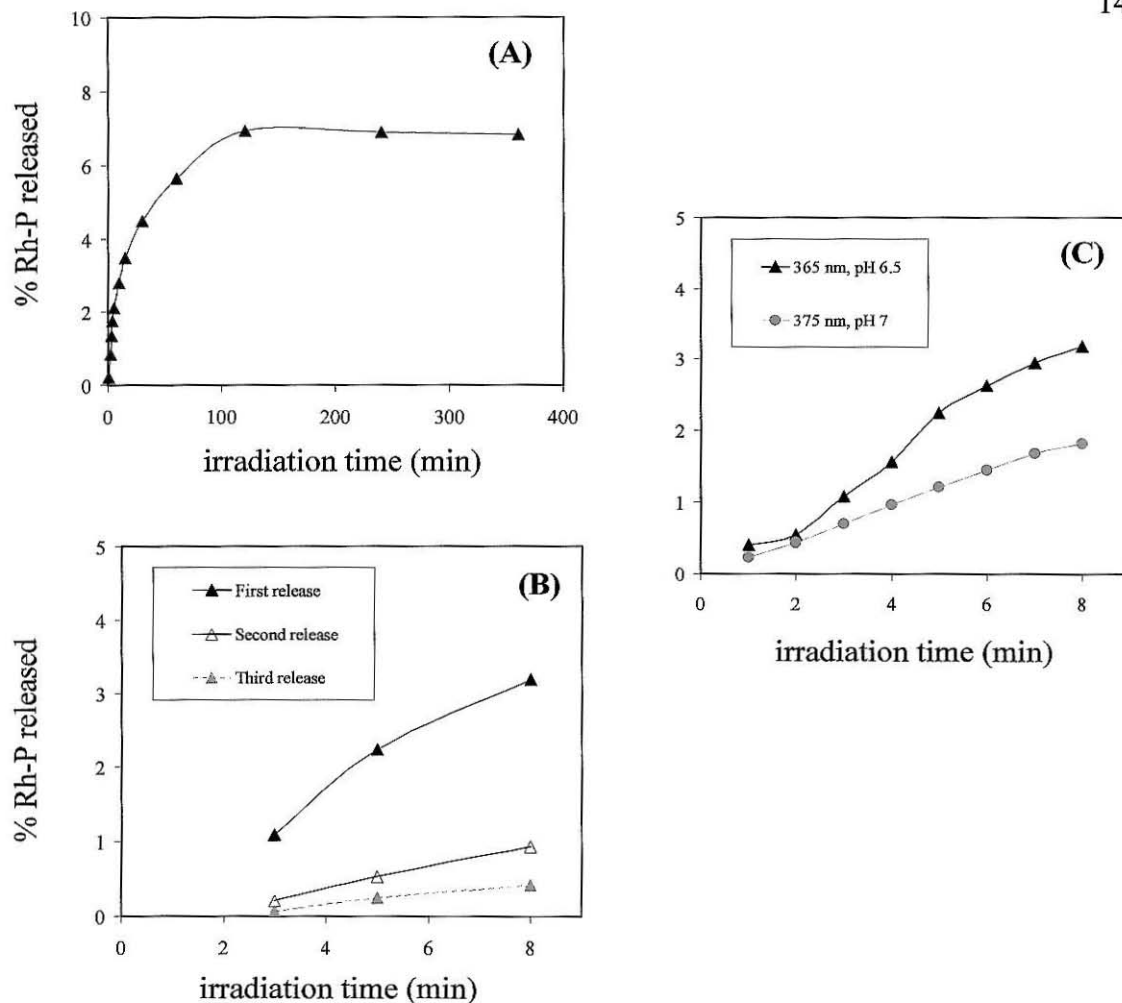 14
10
8
6
4
2
0
0 100 200 300 400
% Rh-P released
irradiation time (min)
(A)
5
4
3
2
1
0
0 2 4 6 8
% Rh-P released
irradiation time (min)
(B)
First release
Second release
Third release
5
4
3
2
1
0
0 2 4 6 8
irradiation time (min)
(C)
365 nm, pH 6.5
375 nm, pH 7